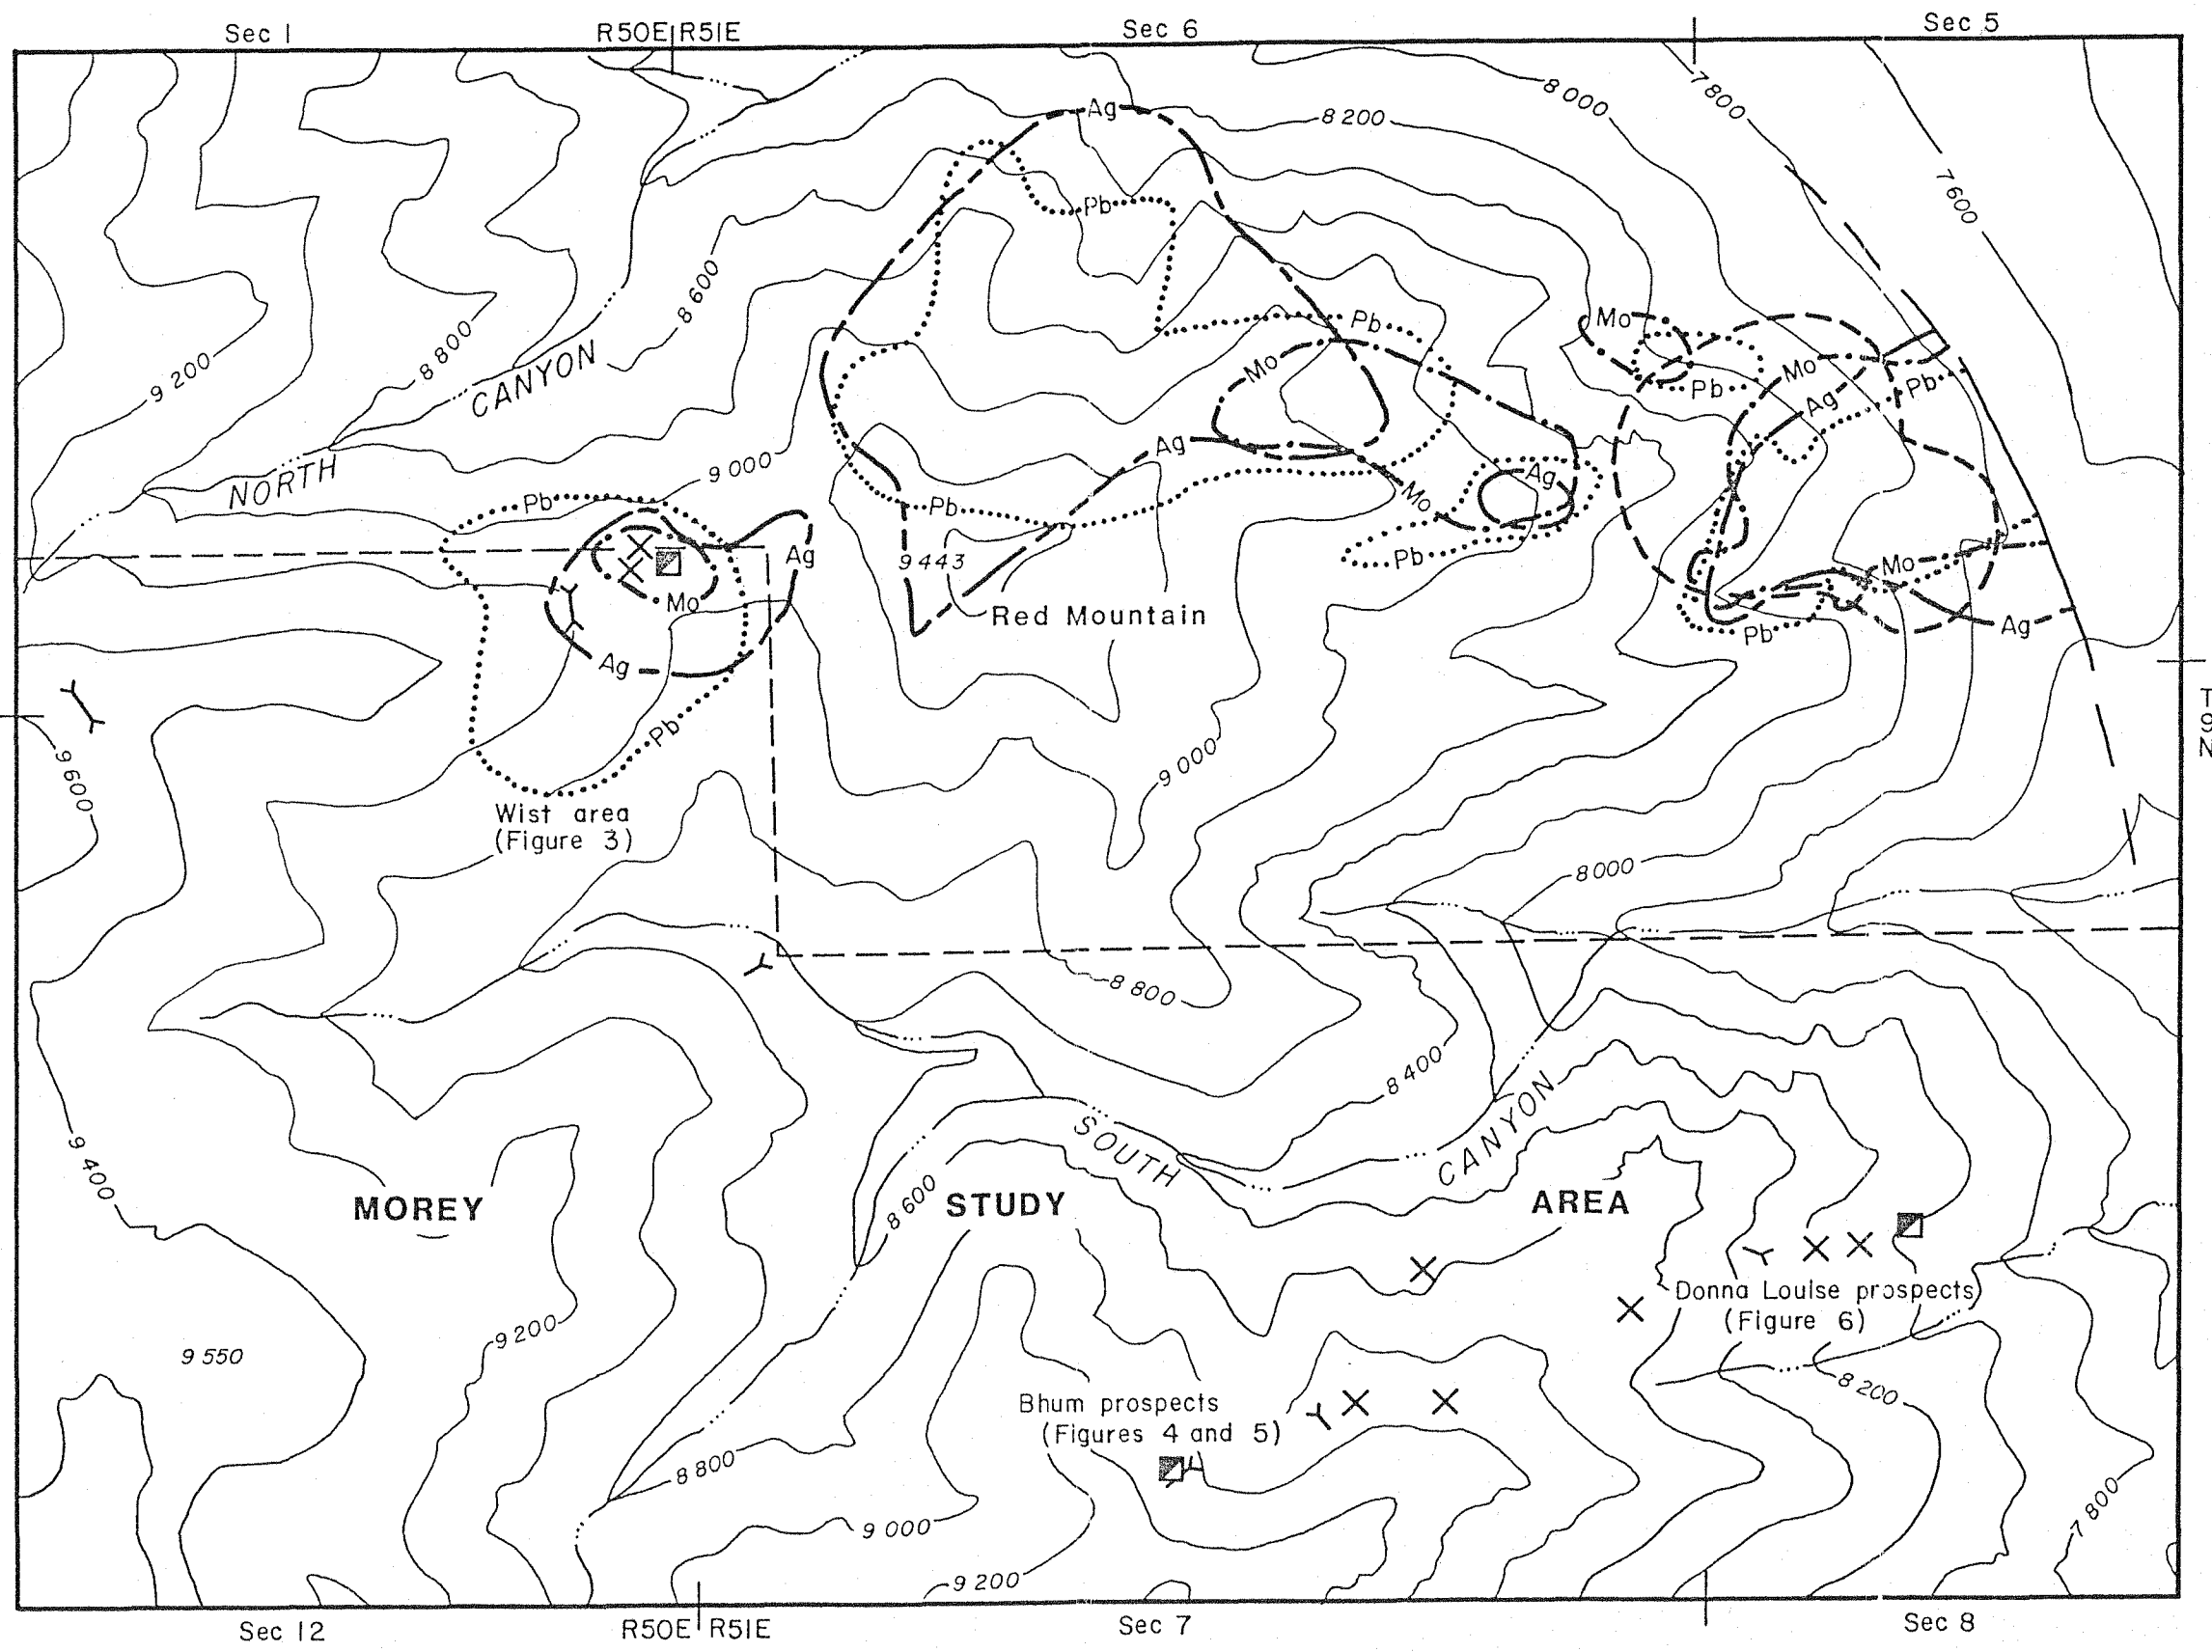 Sec 1
R50E R51E
Sec 6
Sec 5
Ag
8 200
8 000
7 800
7600
Pb
8 600
8 800
9 200
CANYON
Pb
Mo
Mo
Pb
Mo
Ag
Pb
NORTH
9 000
Ag
Pb
Mo
Ag
Pb
Pb
Ag
9 443
Mo
Red Mountain
Ag
Pb
Mo
Pb
Ag
T
9
N
9 600
9 000
Wist area
(Figure 3)
8 000
8 800
8 400
SOUTH
CANYON
9 400
MOREY
STUDY
AREA
8 600
Donna Louise prospects
(Figure 6)
9 200
9 550
8 200
Bhum prospects
(Figures 4 and 5)
8 800
9 000
7 800
9 200
Sec 12
R50E R51E
Sec 7
Sec 8